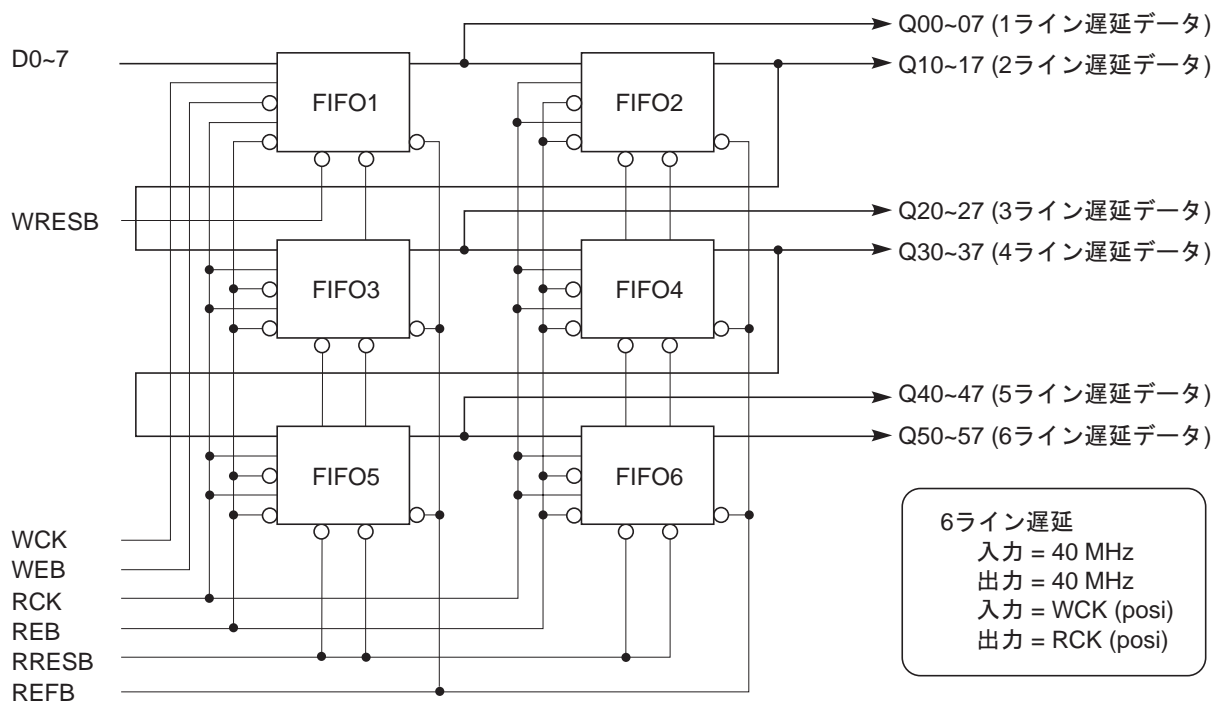 Q00~07 (1ライン遅延データ)
D0~7
Q10~17 (2ライン遅延データ)
FIFO1
FIFO2
WRESB
Q20~27 (3ライン遅延データ)
Q30~37 (4ライン遅延データ)
FIFO3
FIFO4
Q40~47 (5ライン遅延データ)
Q50~57 (6ライン遅延データ)
FIFO5
FIFO6
WCK
WEB
RCK
REB
RRESB
REFB
6ライン遅延
入力 = 40 MHz
出力 = 40 MHz
入力 = WCK (posi)
出力 = RCK (posi)